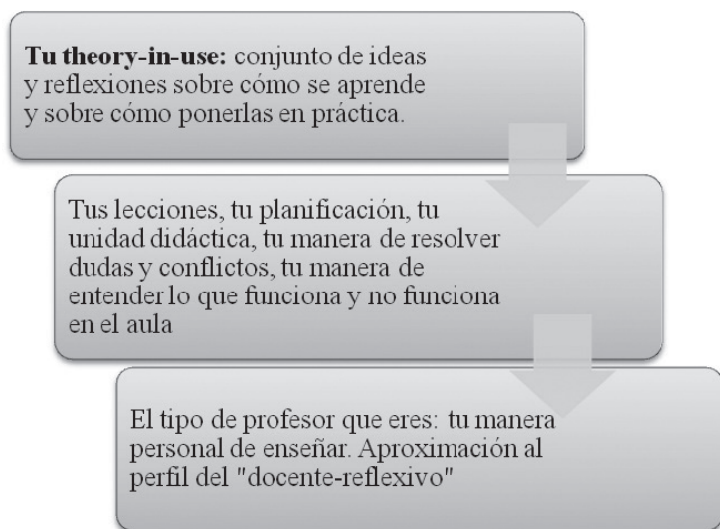 Tu theory-in-use: conjunto de ideas
y reflexiones sobre cómo se aprende
y sobre cómo ponerlas en práctica.
Tus lecciones, tu planificación, tu
unidad didáctica, tu manera de resolver
dudas y conflictos, tu manera de
entender lo que funciona y no funciona
en el aula
El tipo de profesor que eres: tu manera
personal de enseñar. Aproximación al
perfil del "docente-reflexivo"